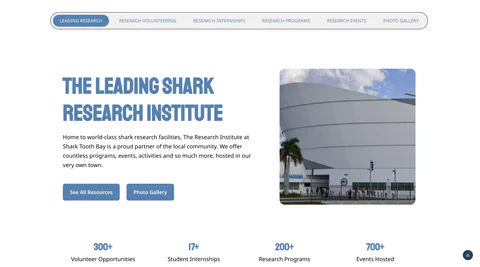 LEADING RESEARCH RESEARCH VOLUNTEERING RESEARCH INTERNSHIPS RESEARCH PROGRAMS RESEARCH EVENTS PHOTO GALLERY
THE LEADING SHARK
RESEARCH INSTITUTE
Home to world-class shark research facilities, The Research Institute at
Shark Tooth Bay is a proud partner of the local community. We offer
countless programs, events, activities and so much more, hosted in our
very own town.
See All Resources Photo Gallery
300+ 17+ 200+ 700+
Volunteer Opportunities Student Internships Research Programs Events Hosted